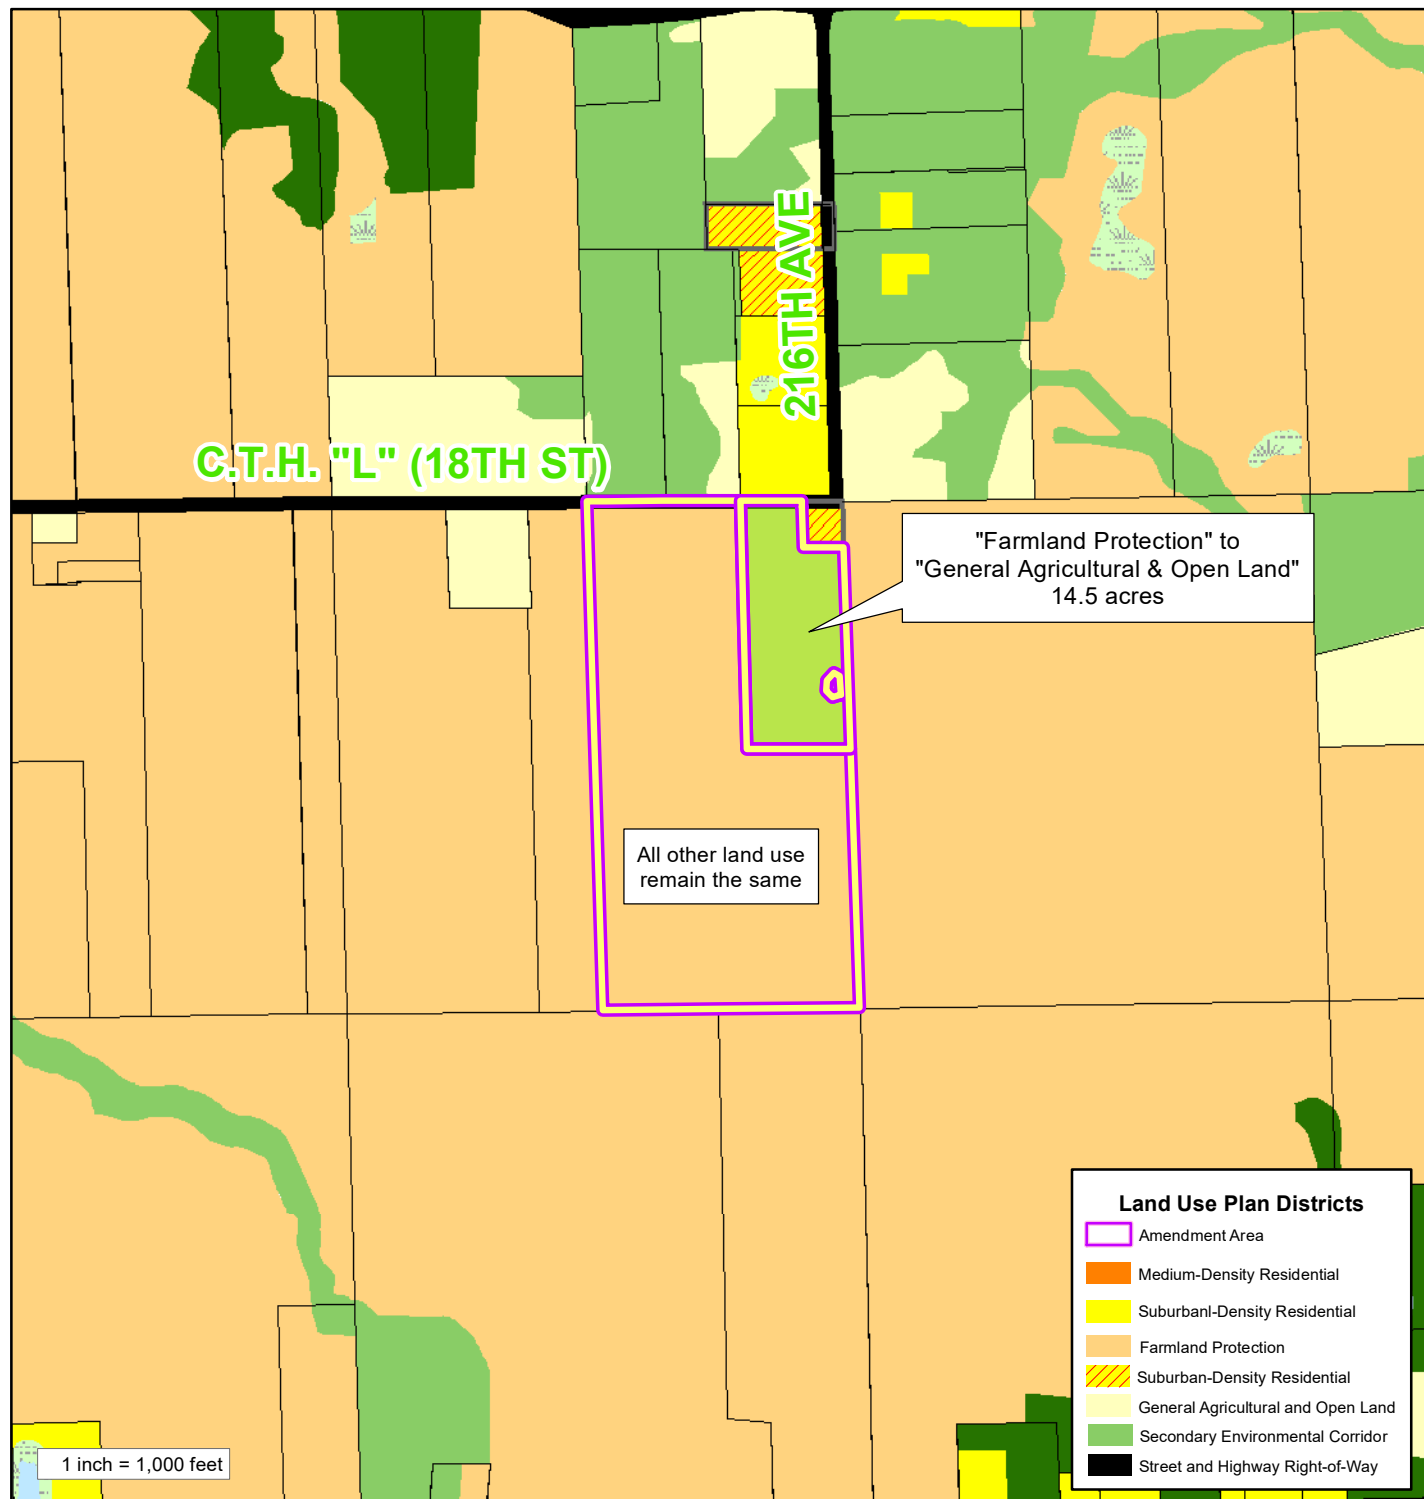 216TH AVE
C.T.H. "L" (18TH ST)
"Farmland Protection" to
"General Agricultural & Open Land"
14.5 acres
All other land use
remain the same
Land Use Plan Districts
Amendment Area
Medium-Density Residential
Suburbanl-Density Residential
Farmland Protection
Suburban-Density Residential
General Agricultural and Open Land
Secondary Environmental Corridor
Street and Highway Right-of-Way
1 inch = 1,000 feet